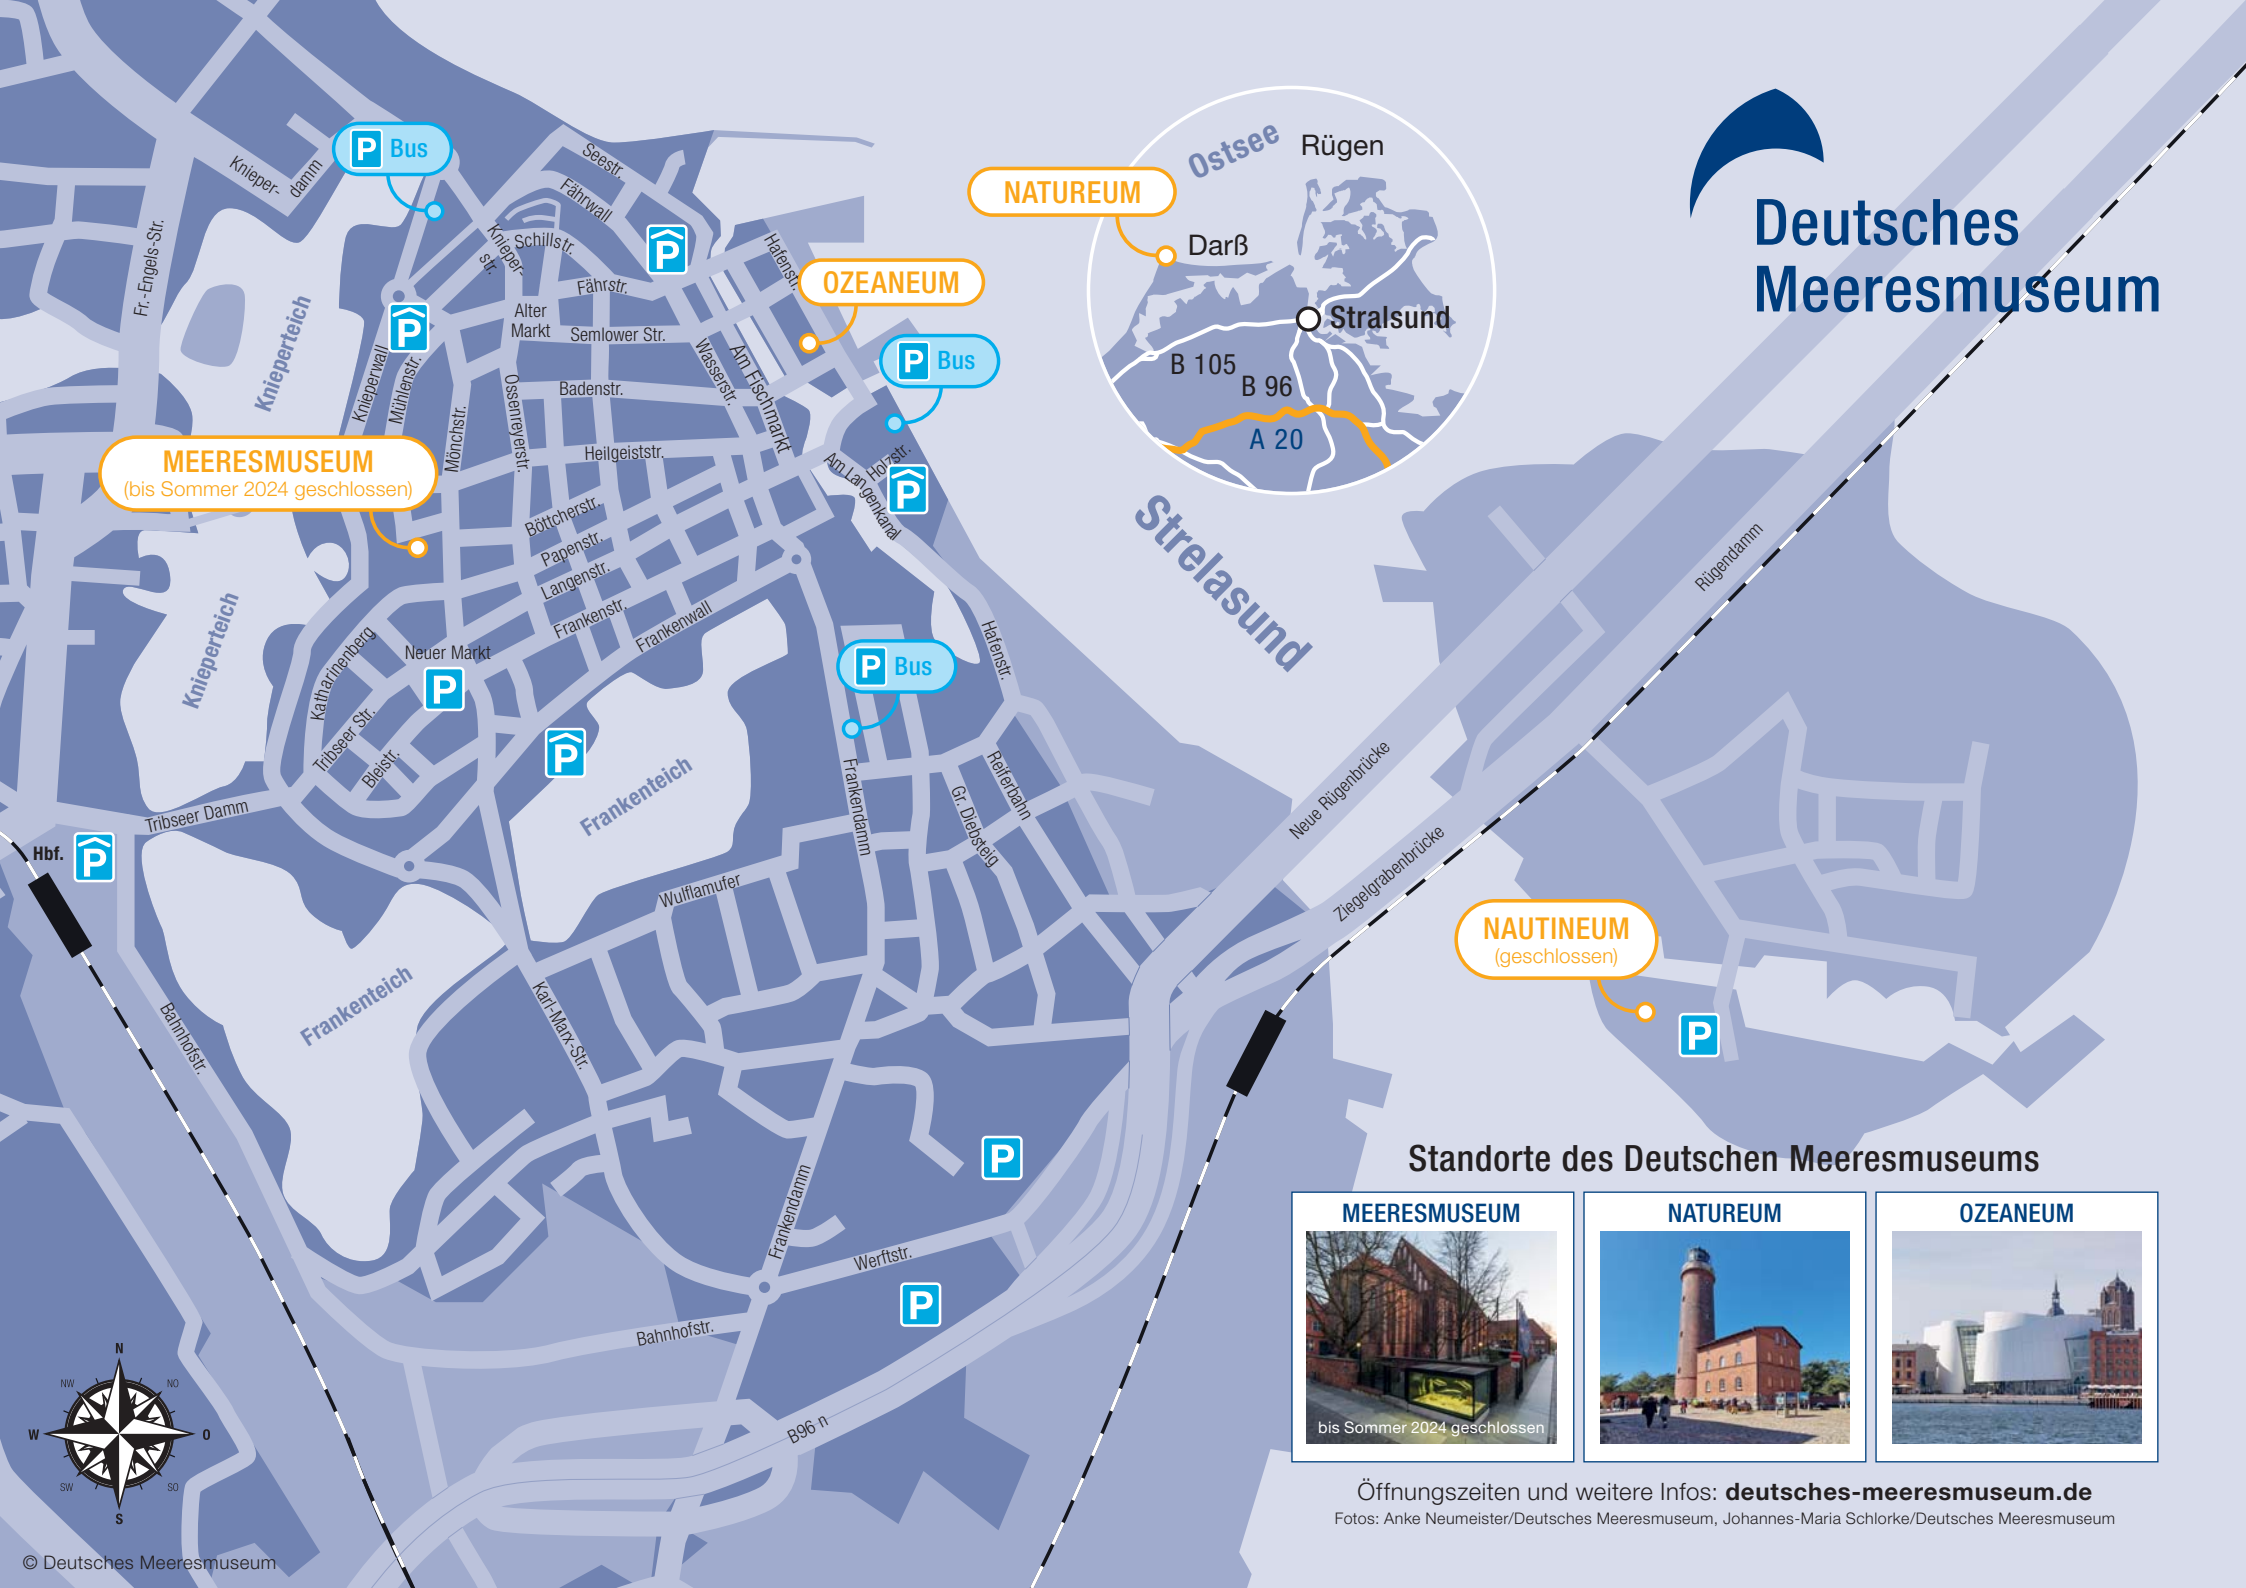 P Bus
Knieper-
damm
Seestr.
Fährwall
Knieper-
str.
Schillstr.
P
Hafenstr.
Fr.-Engels-Str.
Knieperteich
Fährstr.
Alter
Markt
Semlower Str.
P
OZEANEUM
P Bus
Knieperwall
Mühlenstr.
Mönchstr.
Ossenreyerstr.
Badenstr.
Wasserstr.
Am Fischmarkt
Heilgeiststr.
Am Langenkanal
Holzstr.
P
MEERESMUSEUM
(bis Sommer 2024 geschlossen)
Böttcherstr.
Papenstr.
Langenstr.
Frankenstr.
Frankenwall
Knieperteich
Katharinenberg
Neuer Markt
P
Tribseer Str.
Bleistr.
P
P Bus
Hafenstr.
Frankenteich
Tribseer Damm
Hbf.
P
Frankendamm
Reiferbahn
Gr. Diebsteig
Wulflamufer
Frankenteich
Bahnhofstr.
Karl-Marx-Str.
P
Frankendamm
Werftstr.
P
Bahnhofstr.
B96 n
N
NO
O
SO
S
SW
W
NW
© Deutsches Meeresmuseum
Ostsee
Rügen
NATUREUM
Darß
Stralsund
B 105
B 96
A 20
Strelasund
Deutsches
Meeresmuseum
Rügendamm
Neue Rügenbrücke
Ziegelgrabenbrücke
NAUTINEUM
(geschlossen)
P
Standorte des Deutschen Meeresmuseums
MEERESMUSEUM
bis Sommer 2024 geschlossen
NATUREUM
OZEANEUM
Öffnungszeiten und weitere Infos: deutsches-meeresmuseum.de
Fotos: Anke Neumeister/Deutsches Meeresmuseum, Johannes-Maria Schlorke/Deutsches Meeresmuseum